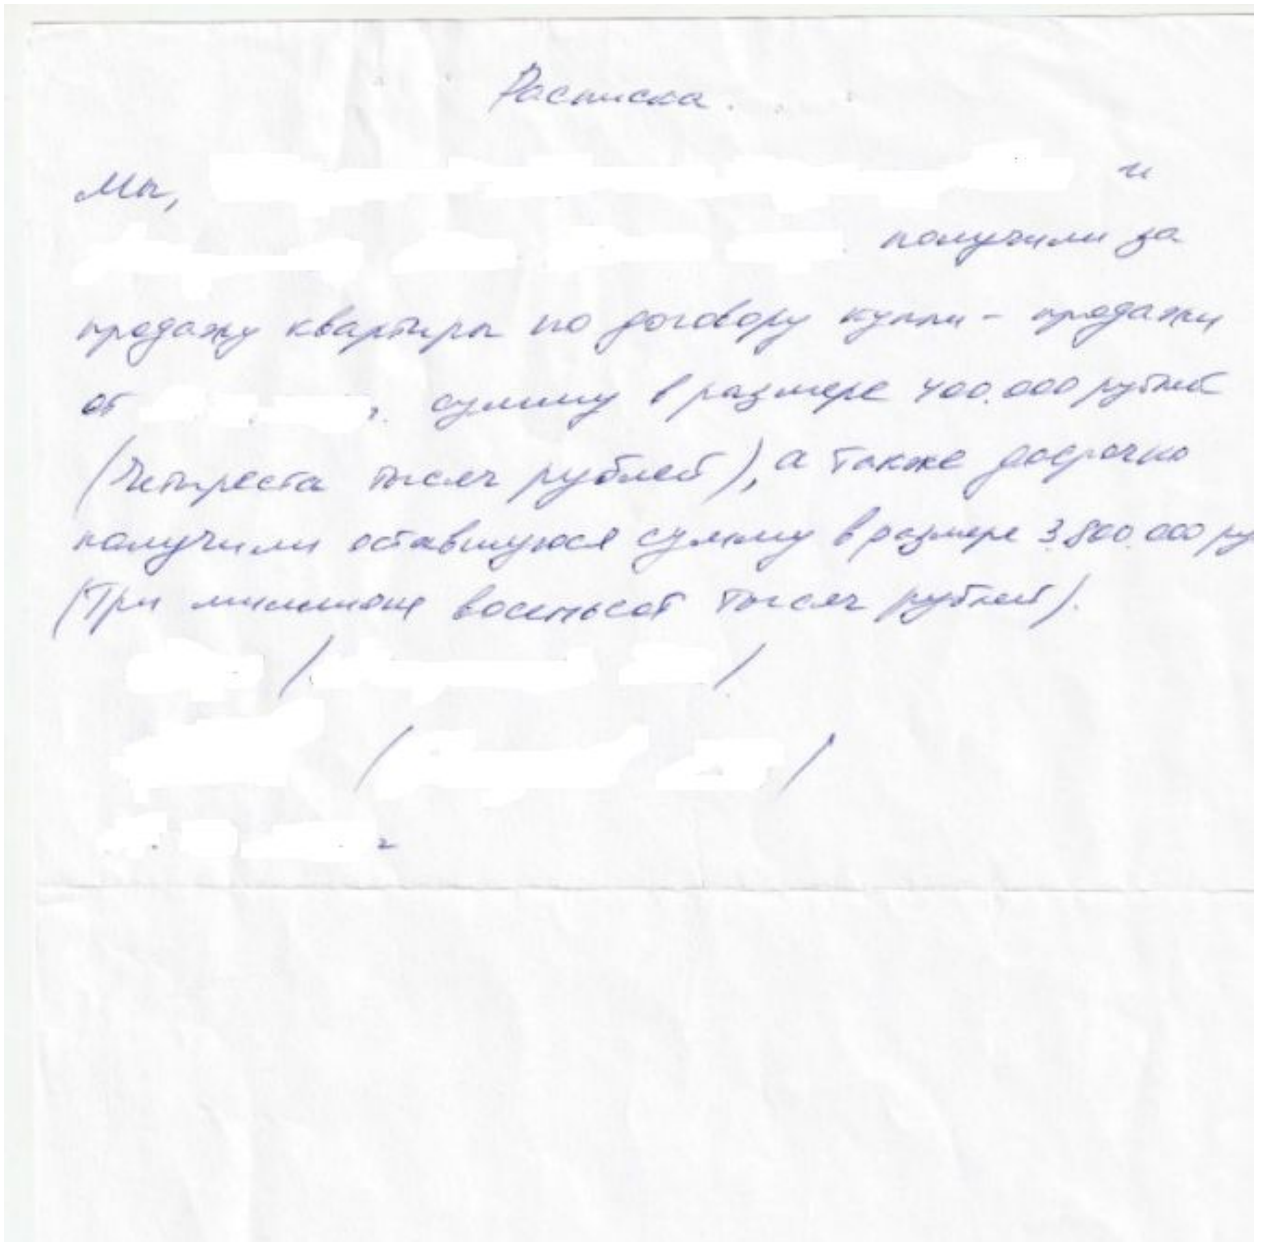 Расписка.
Мы, и
получили за
продажу квартиры по договору купли - продажи
от г. сумму в размере 400.000 рублей
(Четыреста тысяч рублей), а также досрочно
получили оставшуюся сумму в размере 3.800.000 ру
(Три миллиона восемьсот тысяч рублей).
/ /
/ /
г